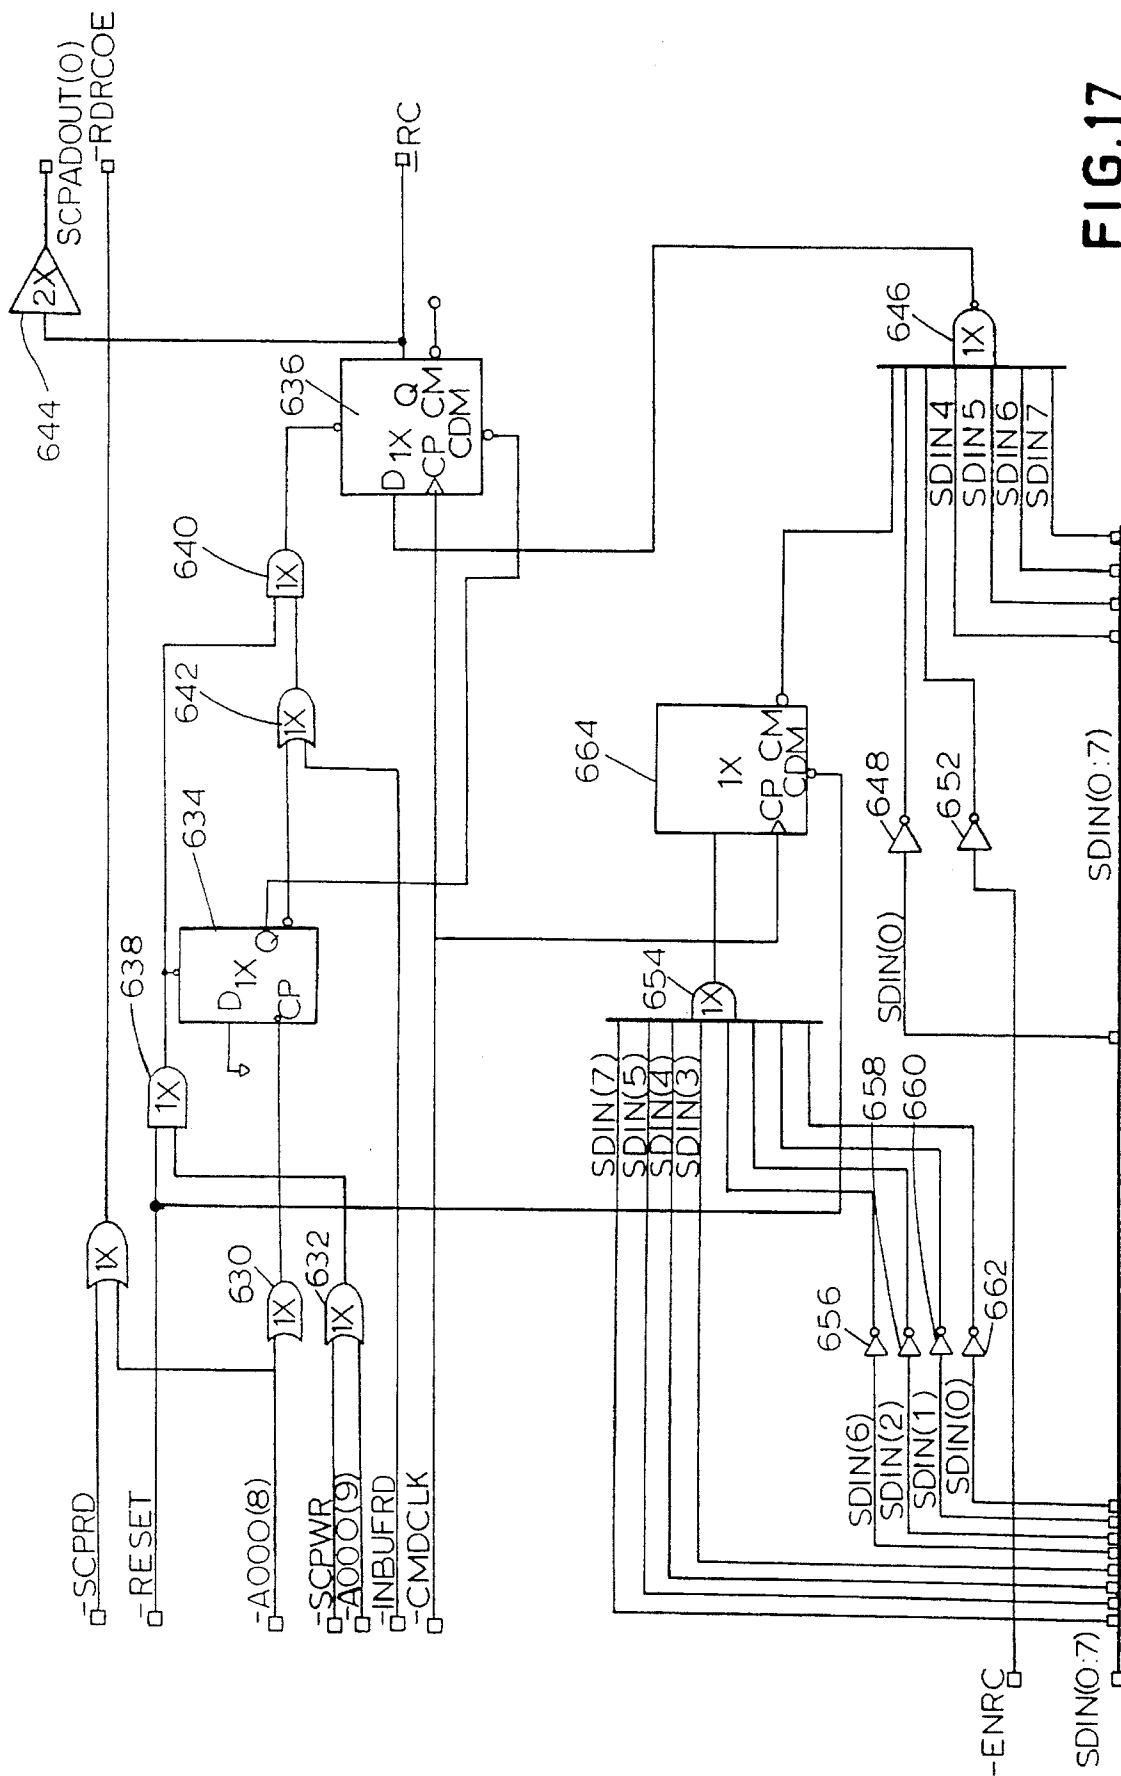 SCPADOUT(0)
-RDRCOE
2X
644
-RC
636
D 1X Q
CP CM
CDM
640
1X
642
1X
634
D 1X Q
CP
638
1X
1X
630
1X
632
1X
-SCPRD
-RESET
-A000(8)
-SCPWR
-A000(9)
-INBUFRD
-CMDCLK
664
1X
CP CM
CDM
654
1X
SDIN(7)
SDIN(5)
SDIN(4)
SDIN(3)
658
660
656
662
SDIN(6)
SDIN(2)
SDIN(1)
SDIN(0)
646
1X
SDIN4
SDIN5
SDIN6
SDIN7
648
652
SDIN(0)
SDIN(0:7)
-ENRC
SDIN(0:7)
FIG.17